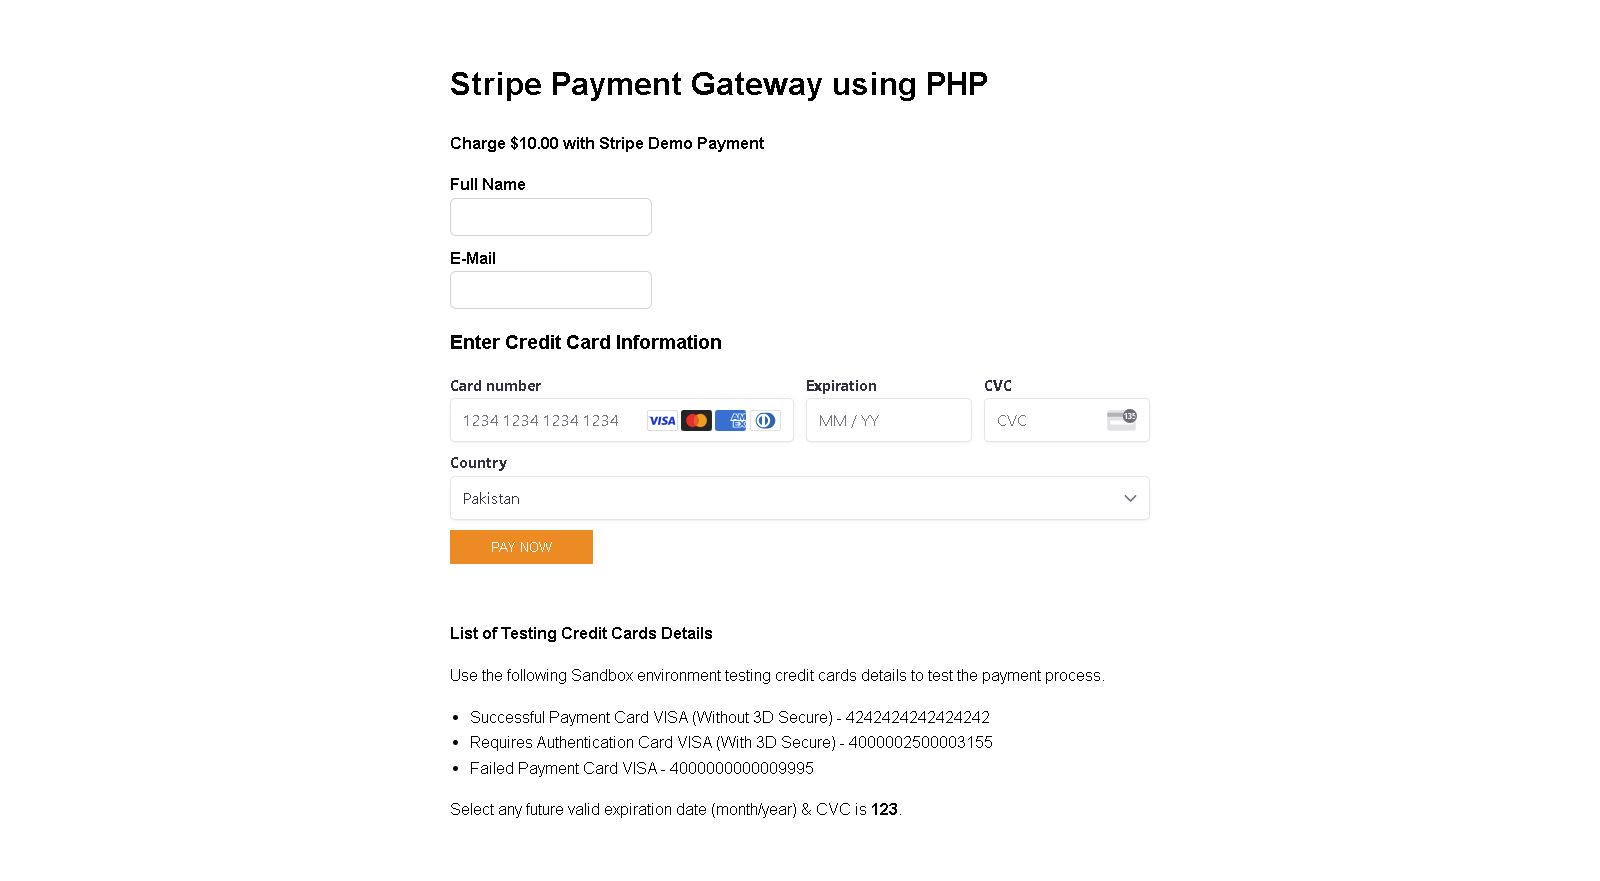 Stripe Payment Gateway using PHP
Charge $10.00 with Stripe Demo Payment
Full Name
E-Mail
Enter Credit Card Information
Card number Expiration CVC
1234 1234 1234 1234 VISA AM EX MM / YY CVC 135
Country
Pakistan
PAY NOW
List of Testing Credit Cards Details
Use the following Sandbox environment testing credit cards details to test the payment process.
• Successful Payment Card VISA (Without 3D Secure) - 4242424242424242
• Requires Authentication Card VISA (With 3D Secure) - 4000002500003155
• Failed Payment Card VISA - 4000000000009995
Select any future valid expiration date (month/year) & CVC is 123.